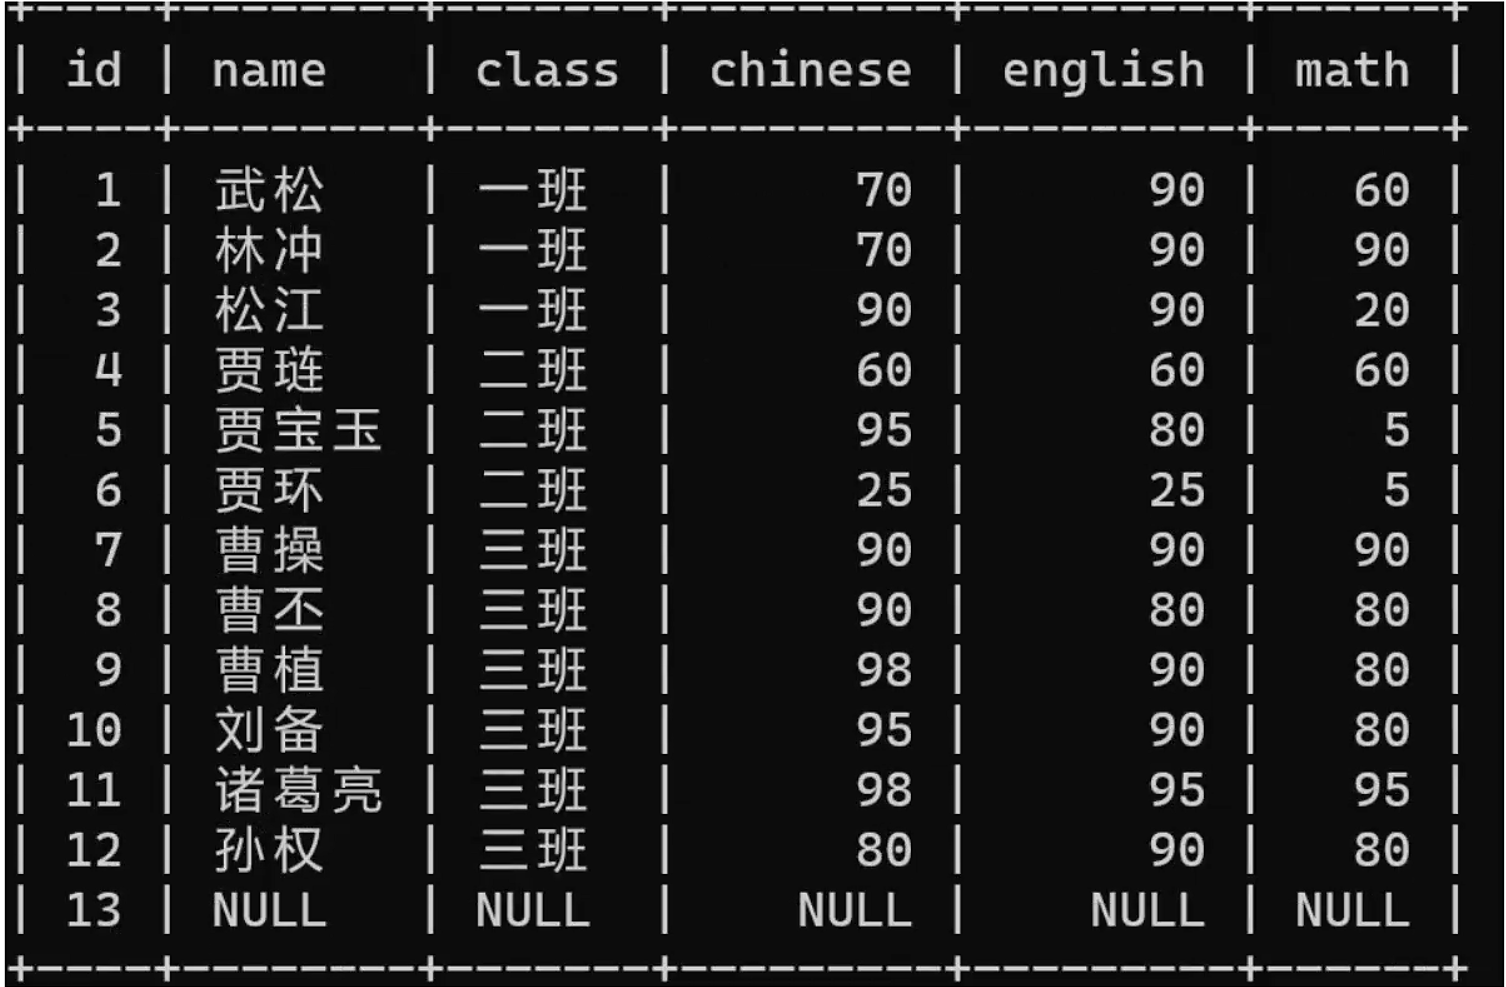 +----+--------+-------+---------+---------+------+
| id | name   | class | chinese | english | math |
+----+--------+-------+---------+---------+------+
| 1 | 武松 | 一班 | 70 | 90 | 60 |
| 2 | 林冲 | 一班 | 70 | 90 | 90 |
| 3 | 松江 | 一班 | 90 | 90 | 20 |
| 4 | 贾琏 | 二班 | 60 | 60 | 60 |
| 5 | 贾宝玉 | 二班 | 95 | 80 | 5 |
| 6 | 贾环 | 二班 | 25 | 25 | 5 |
| 7 | 曹操 | 三班 | 90 | 90 | 90 |
| 8 | 曹丕 | 三班 | 90 | 80 | 80 |
| 9 | 曹植 | 三班 | 98 | 90 | 80 |
| 10 | 刘备 | 三班 | 95 | 90 | 80 |
| 11 | 诸葛亮 | 三班 | 98 | 95 | 95 |
| 12 | 孙权 | 三班 | 80 | 90 | 80 |
| 13 | NULL | NULL | NULL | NULL | NULL |
+----+--------+-------+---------+---------+------+